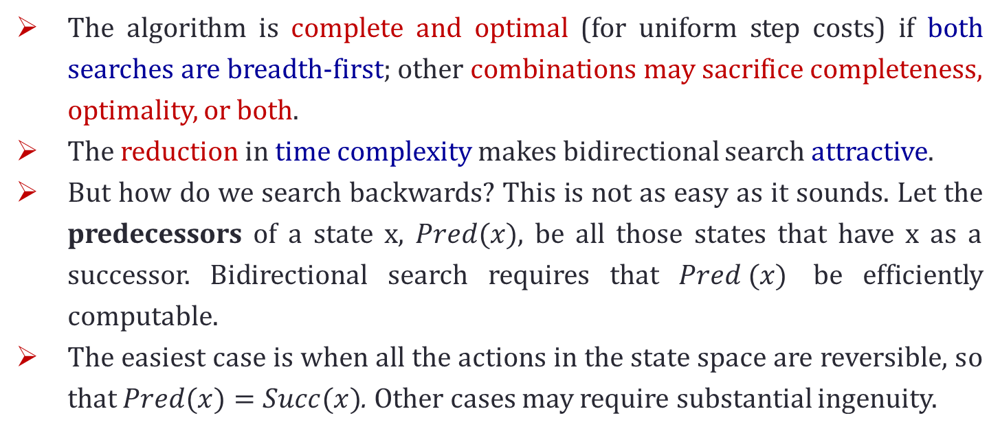 ➢ The algorithm is complete and optimal (for uniform step costs) if both
searches are breadth-first; other combinations may sacrifice completeness,
optimality, or both.
➢ The reduction in time complexity makes bidirectional search attractive.
➢ But how do we search backwards? This is not as easy as it sounds. Let the
predecessors of a state x, Pred(x), be all those states that have x as a
successor. Bidirectional search requires that Pred (x) be efficiently
computable.
➢ The easiest case is when all the actions in the state space are reversible, so
that Pred(x) = Succ(x). Other cases may require substantial ingenuity.